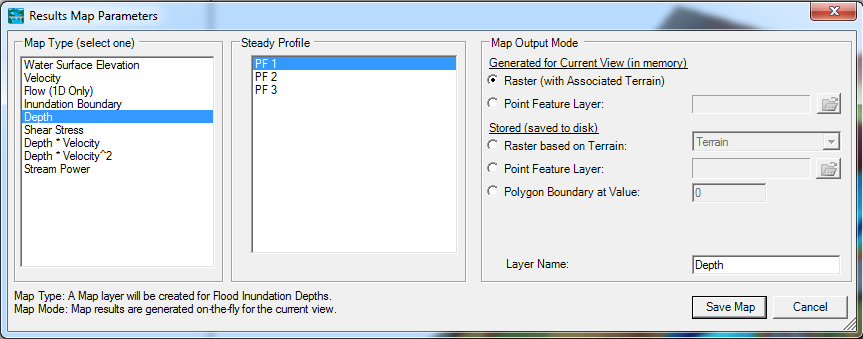 Results Map Parameters
X
Map Type (select one)
Water Surface Elevation
Velocity
Flow (1D Only)
Inundation Boundary
Depth
Shear Stress
Depth * Velocity
Depth * Velocity^2
Stream Power
Steady Profile
PF 1
PF 2
PF 3
Map Output Mode
Generated for Current View (in memory)
Raster (with Associated Terrain)
Point Feature Layer:
Stored (saved to disk)
Raster based on Terrain: Terrain
Point Feature Layer:
Polygon Boundary at Value: 0
Layer Name: Depth
Map Type: A Map layer will be created for Flood Inundation Depths.
Map Mode: Map results are generated on-the-fly for the current view.
Save Map Cancel